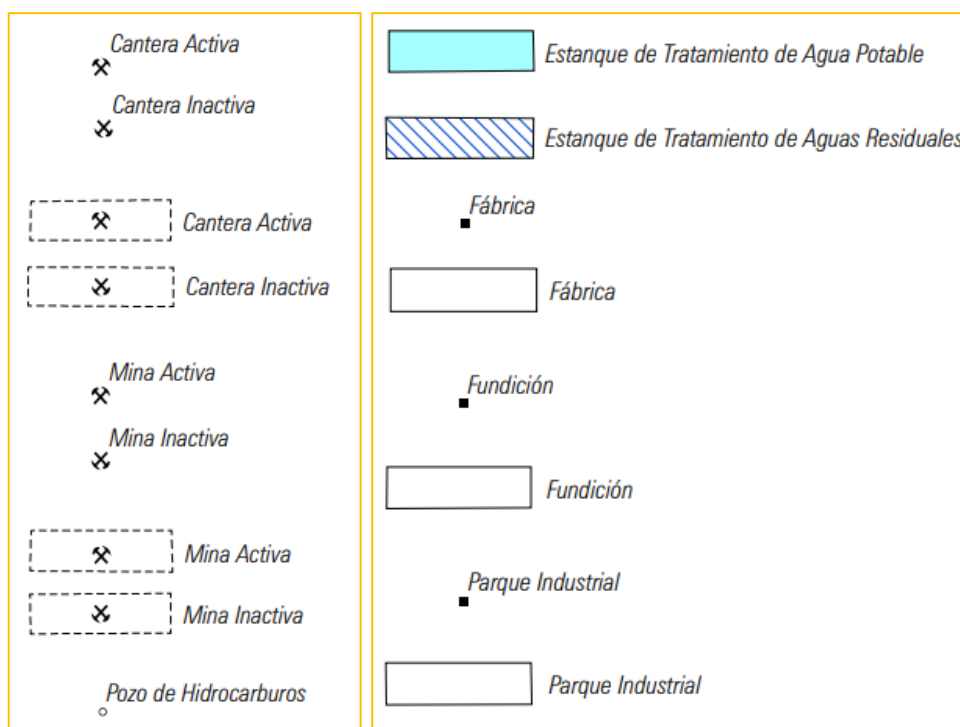 Cantera Activa
Cantera Inactiva
Cantera Activa
Cantera Inactiva
Mina Activa
Mina Inactiva
Mina Activa
Mina Inactiva
Pozo de Hidrocarburos
Estanque de Tratamiento de Agua Potable
Estanque de Tratamiento de Aguas Residuales
Fábrica
Fábrica
Fundición
Fundición
Parque Industrial
Parque Industrial